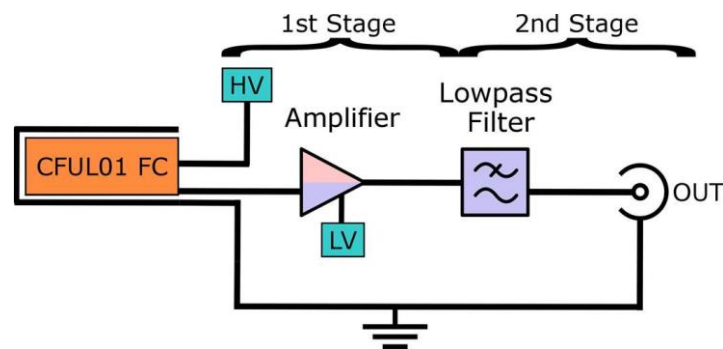 1st Stage
2nd Stage
HV
Amplifier
Lowpass
Filter
CFUL01 FC
OUT
LV